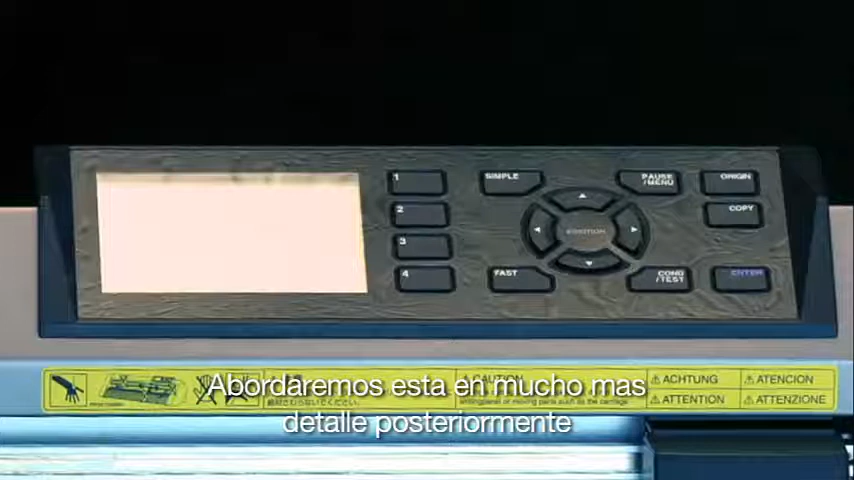 1
SIMPLE
PAUSE
/MENU
ORIGIN
2
COPY
POSITION
3
4
FAST
COND
/TEST
ENTER
CAUTION
ACHTUNG
ATENCION
ATTENTION
ATTENZIONE
Abordaremos esta en mucho mas
detalle posteriormente